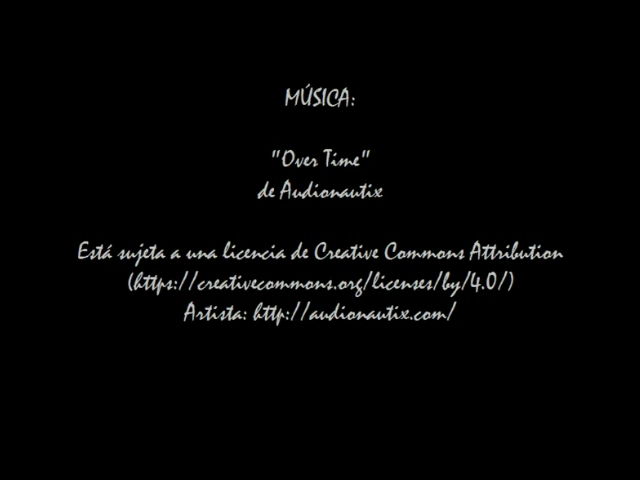 MÚSICA:
"Over Time"
de Audionautix
Está sujeta a una licencia de Creative Commons Attribution
(https://creativecommons.org/licenses/by/4.0/)
Artista: http://audionautix.com/